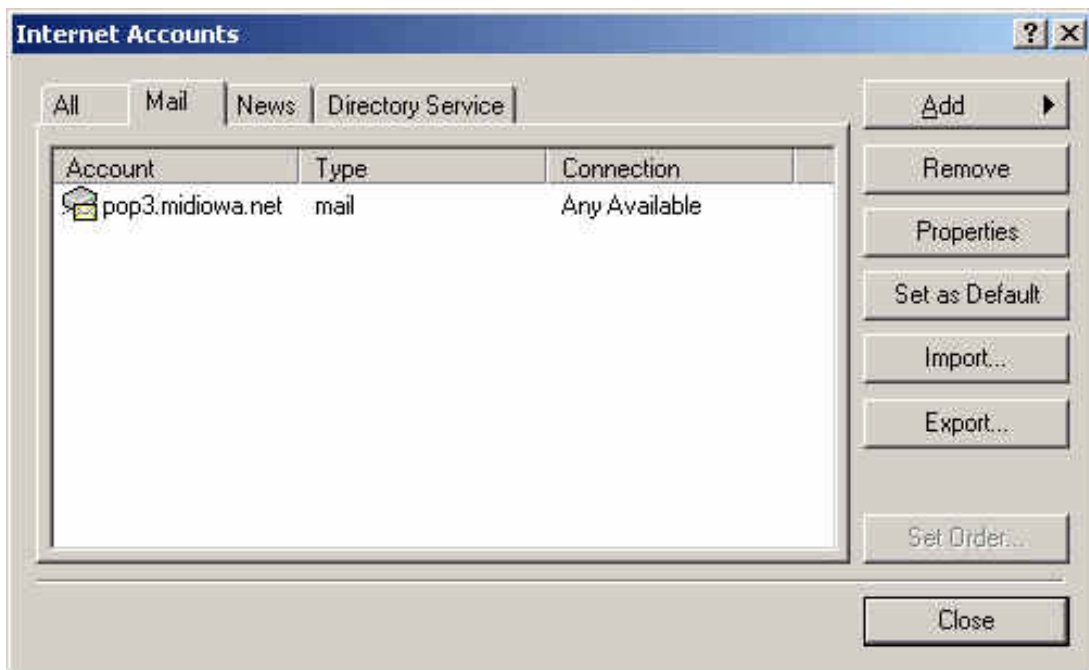 Internet Accounts
All Mail News Directory Service
Account Type Connection
pop3.midiowa.net mail Any Available
Add
Remove
Properties
Set as Default
Import...
Export...
Set Order...
Close